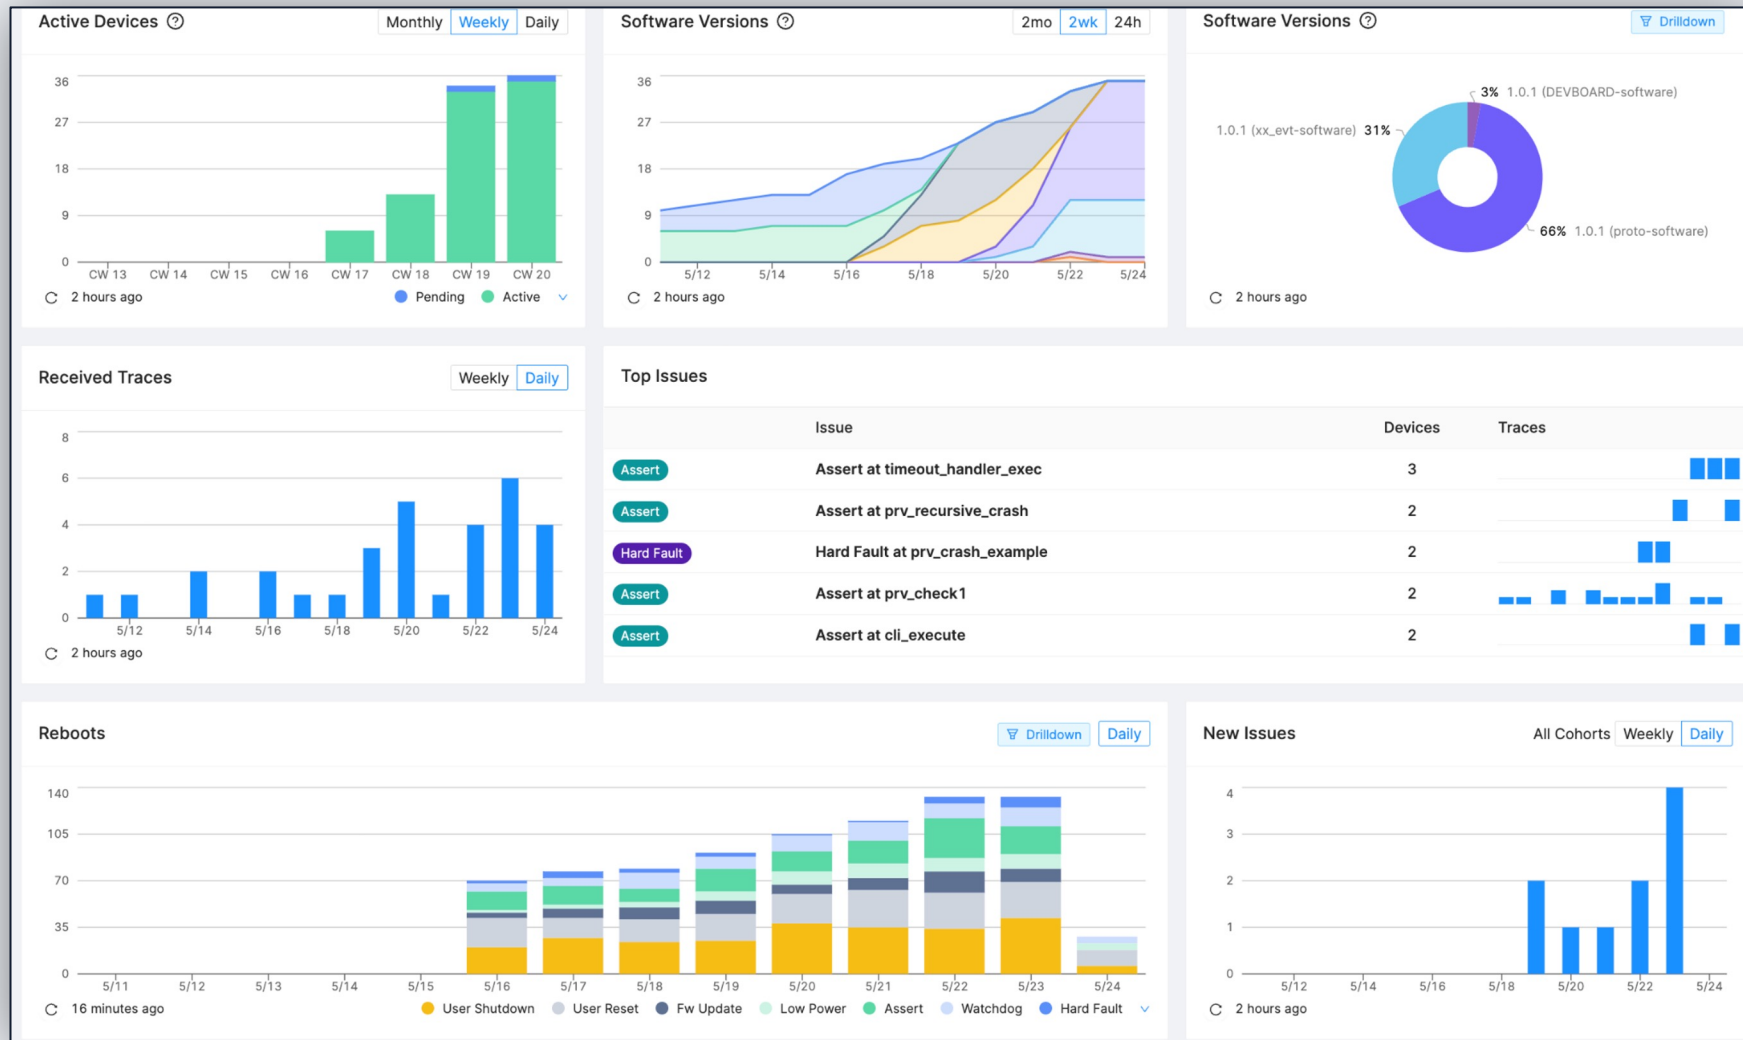 Active Devices
Monthly Weekly Daily
36
27
18
9
0
CW 13 CW 14 CW 15 CW 16 CW 17 CW 18 CW 19 CW 20
2 hours ago
Pending Active
Software Versions
2mo 2wk 24h
36
27
18
9
0
5/12 5/14 5/16 5/18 5/20 5/22 5/24
2 hours ago
Software Versions
Drilldown
3% 1.0.1 (DEVBOARD-software)
1.0.1 (xx_evt-software) 31%
66% 1.0.1 (proto-software)
2 hours ago
Received Traces
Weekly Daily
8
6
4
2
0
5/12 5/14 5/16 5/18 5/20 5/22 5/24
2 hours ago
Top Issues
Issue Devices Traces
Assert Assert at timeout_handler_exec 3
Assert Assert at prv_recursive_crash 2
Hard Fault Hard Fault at prv_crash_example 2
Assert Assert at prv_check1 2
Assert Assert at cli_execute 2
Reboots
Drilldown Daily
140
105
70
35
0
5/11 5/12 5/13 5/14 5/15 5/16 5/17 5/18 5/19 5/20 5/21 5/22 5/23 5/24
16 minutes ago
User Shutdown User Reset Fw Update Low Power Assert Watchdog Hard Fault
New Issues
All Cohorts Weekly Daily
4
3
2
1
0
5/12 5/14 5/16 5/18 5/20 5/22 5/24
2 hours ago